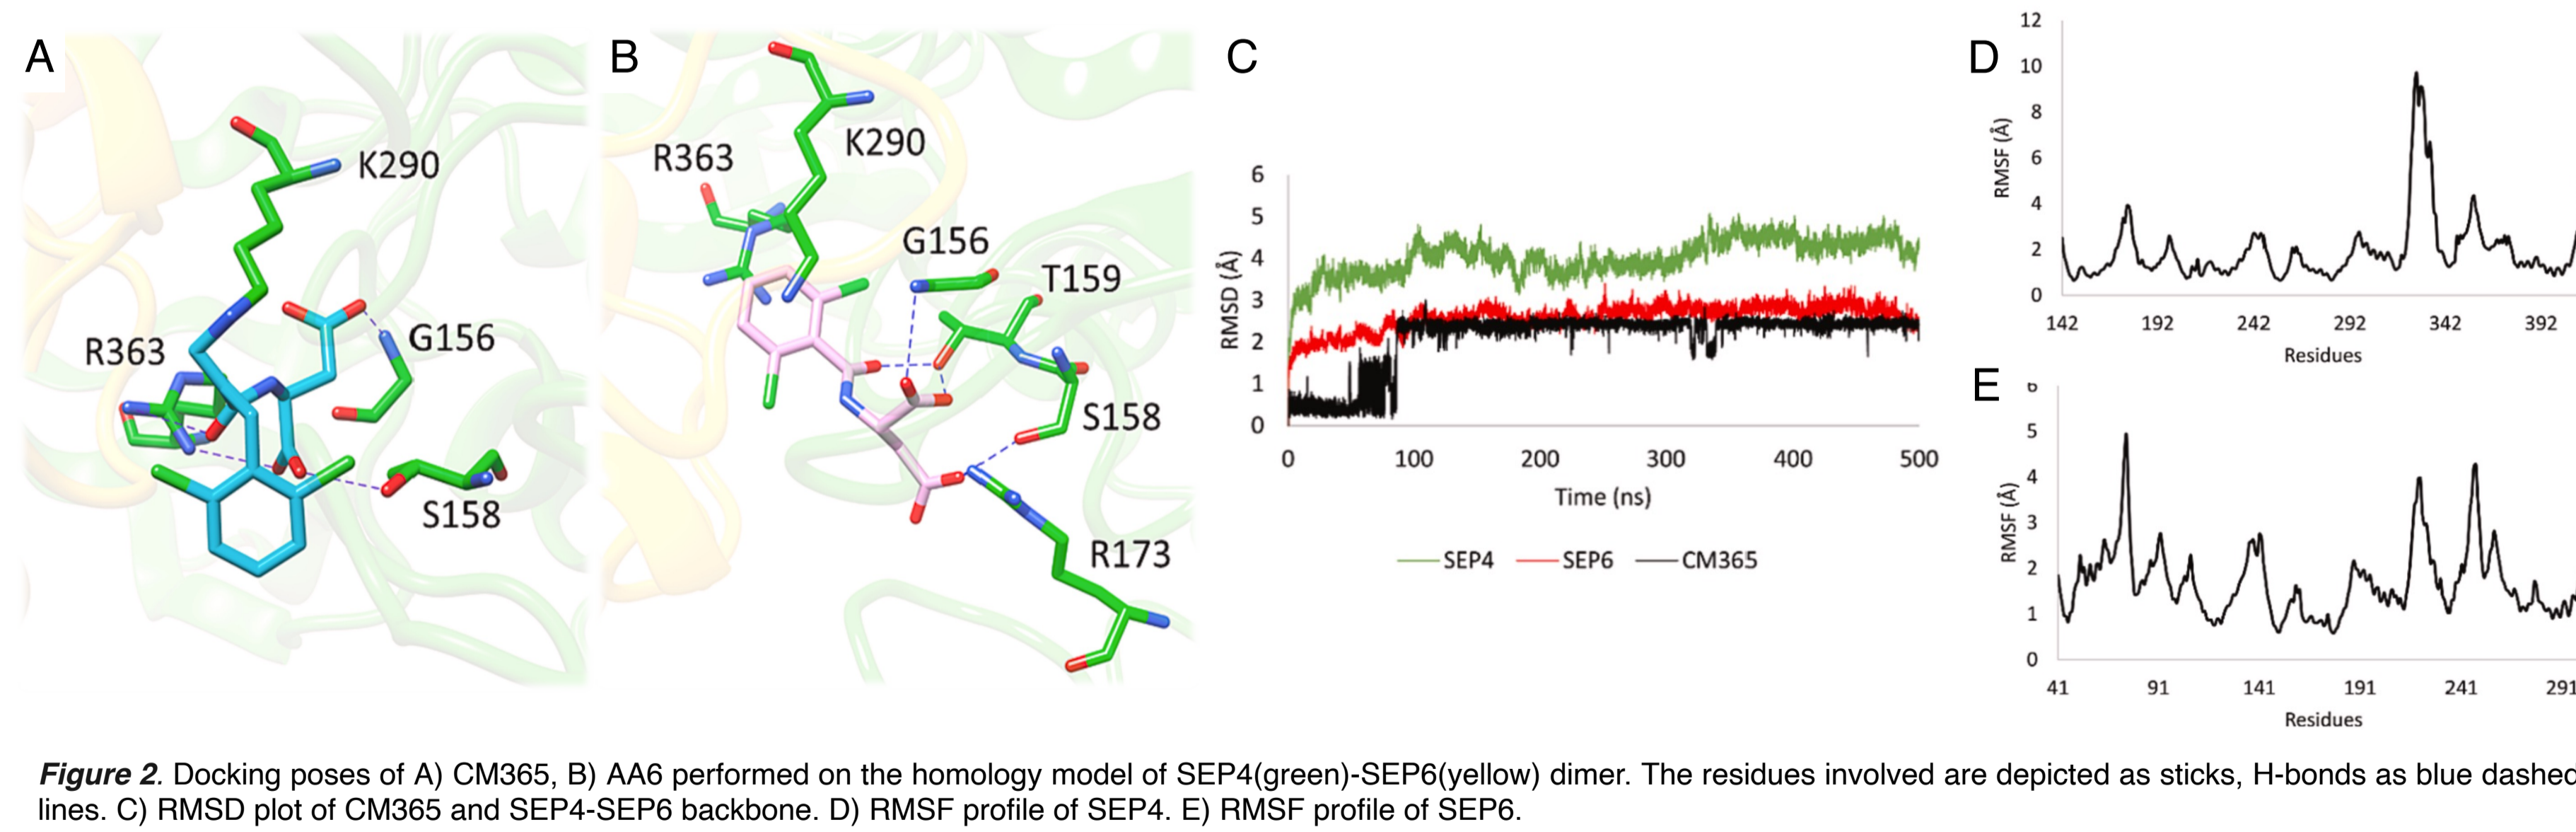 A
K290
R363
G156
S158
B
R363
K290
G156
T159
S158
R173
C
6
5
4
3
2
1
0
RMSD (Å)
0 100 200 300 400 500
Time (ns)
SEP4 SEP6 CM365
D
12
10
8
6
4
2
0
RMSF (Å)
142 192 242 292 342 392
Residues
E
6
5
4
3
2
1
0
RMSF (Å)
41 91 141 191 241 291
Residues
Figure 2. Docking poses of A) CM365, B) AA6 performed on the homology model of SEP4(green)-SEP6(yellow) dimer. The residues involved are depicted as sticks, H-bonds as blue dashed
lines. C) RMSD plot of CM365 and SEP4-SEP6 backbone. D) RMSF profile of SEP4. E) RMSF profile of SEP6.